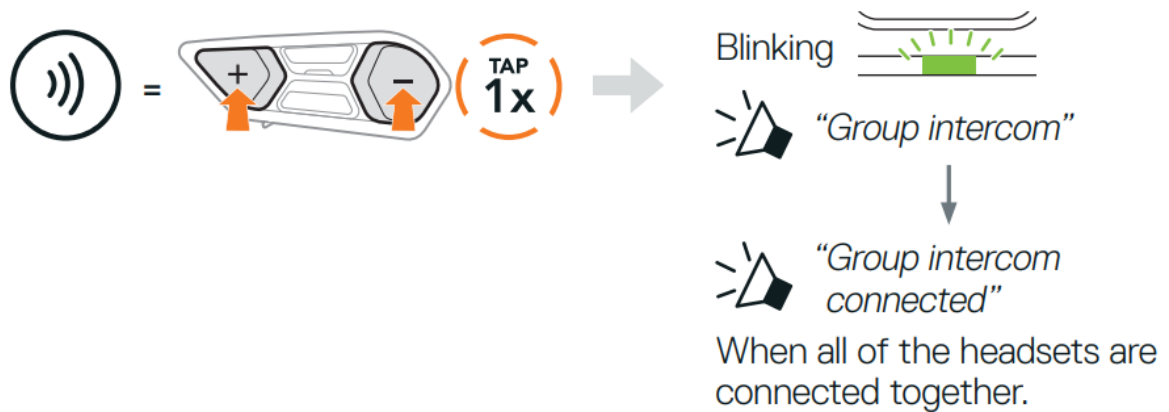 = + − TAP
1x
Blinking
“Group intercom”
“Group intercom
connected”
When all of the headsets are
connected together.